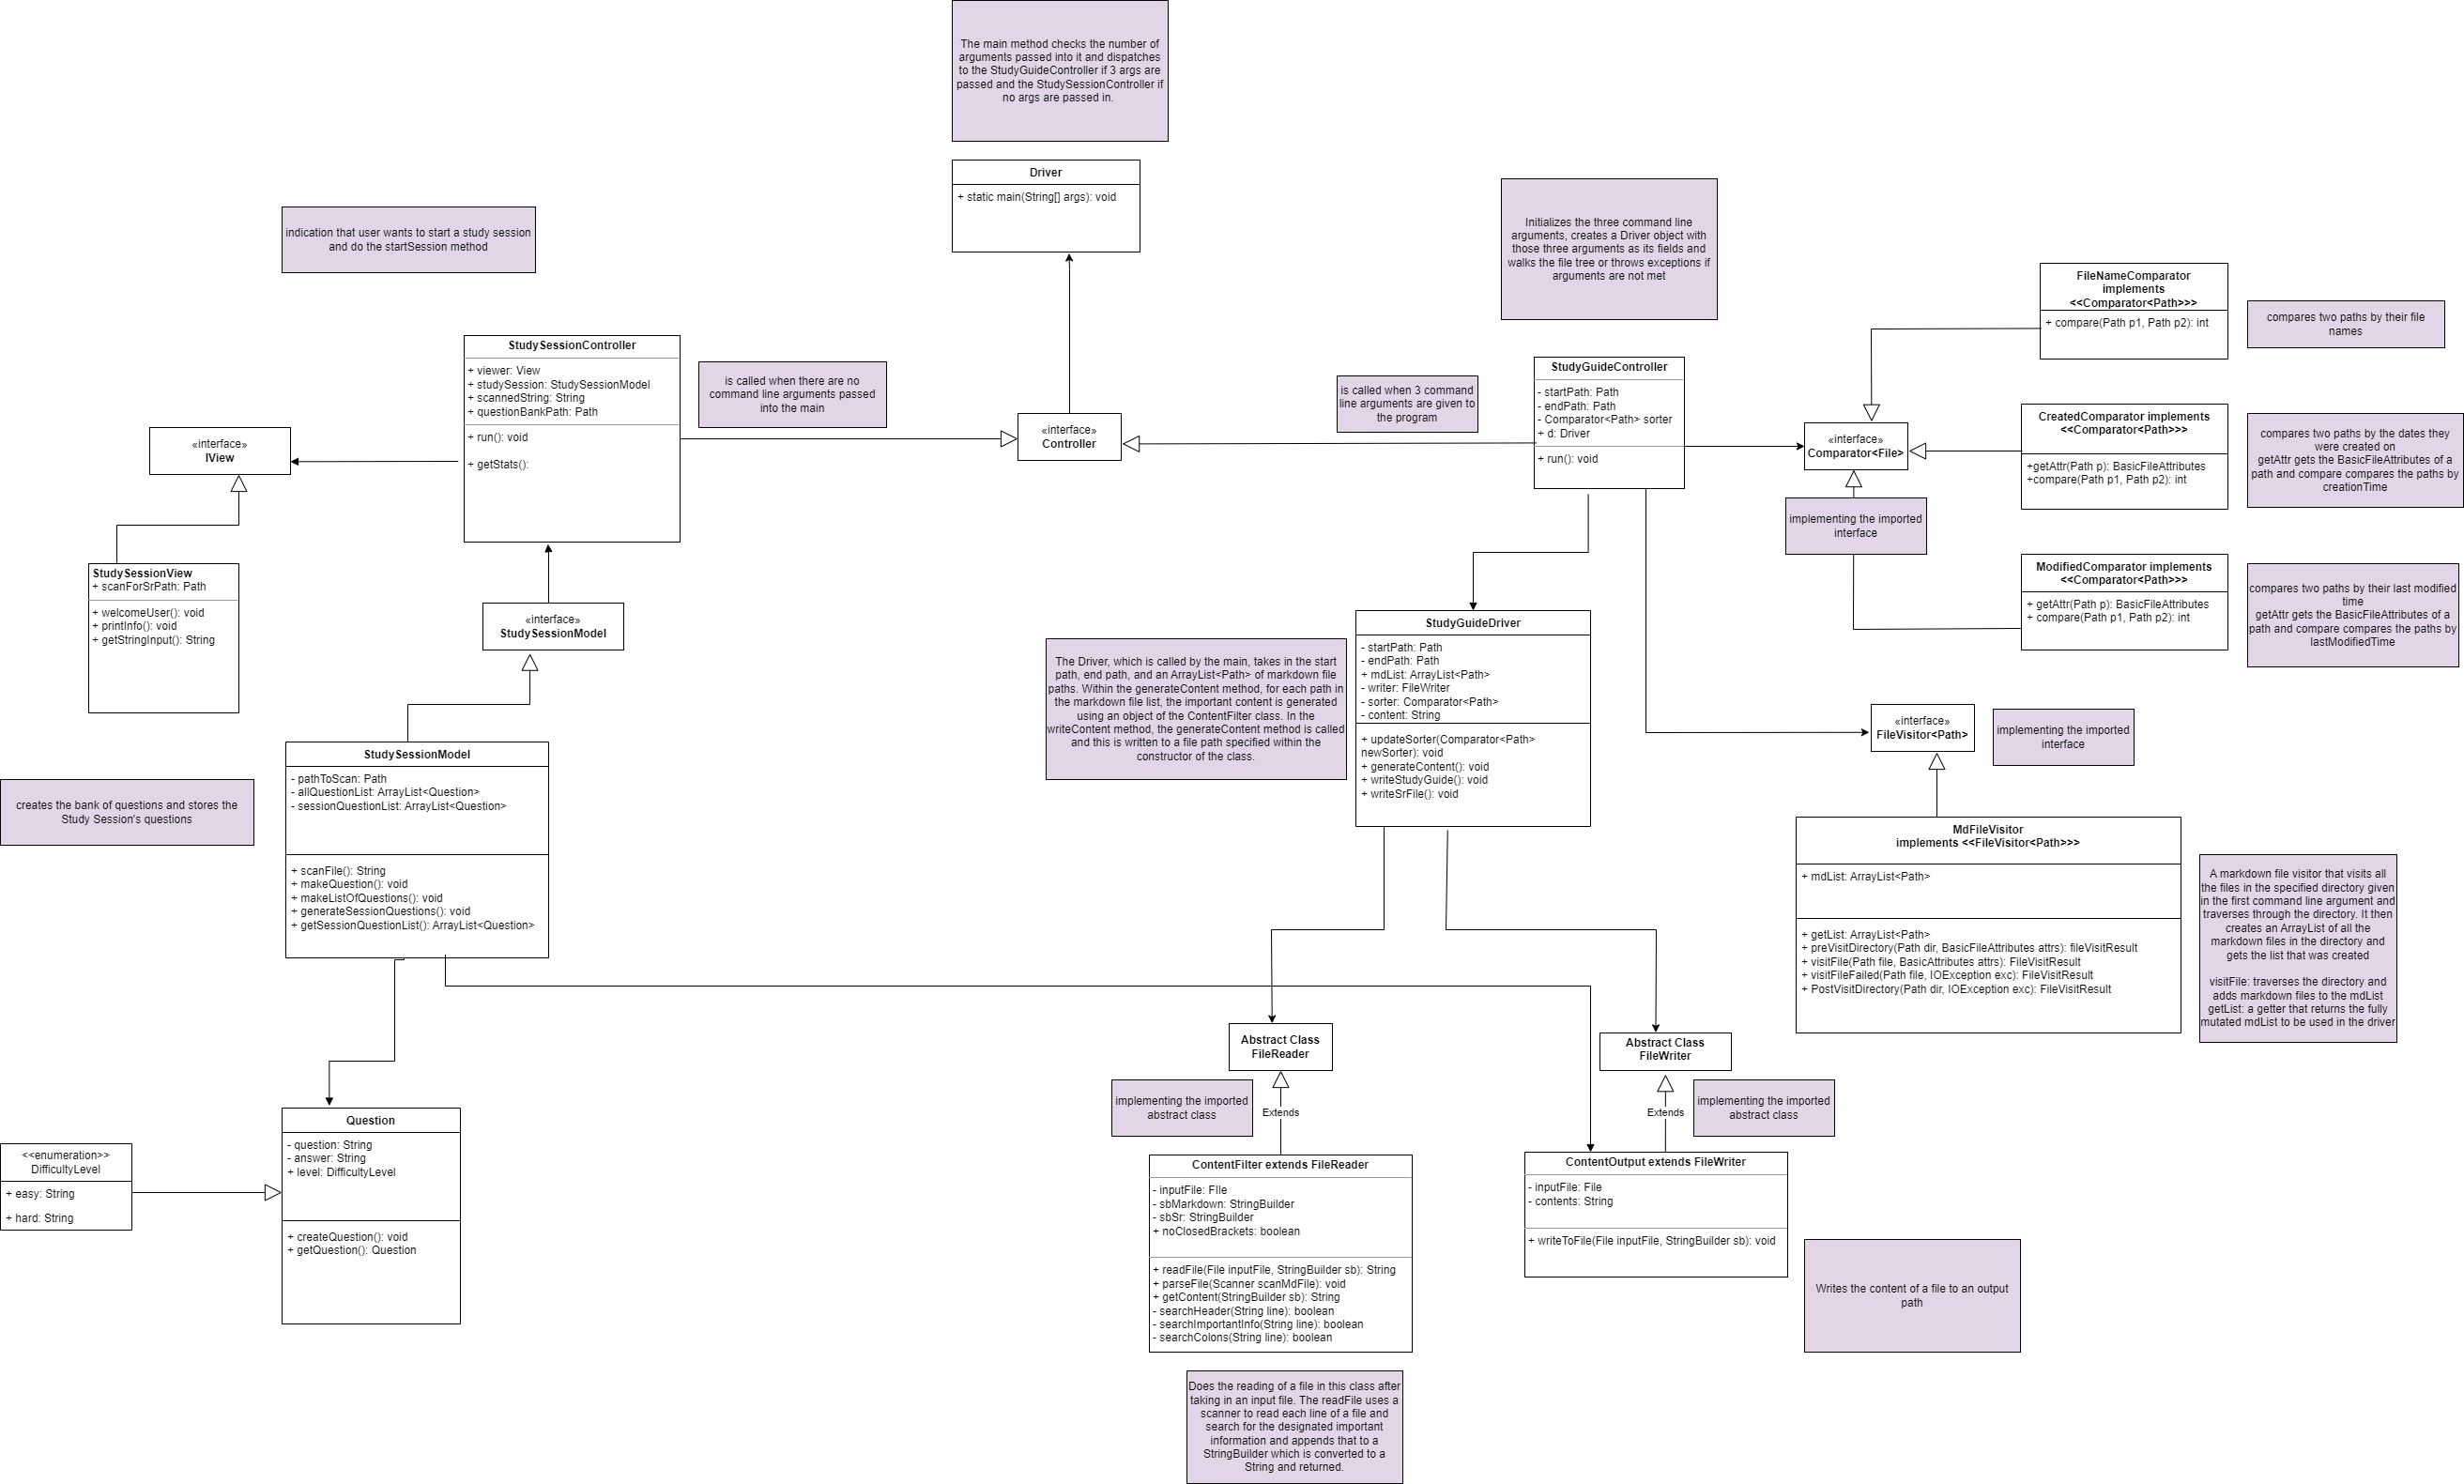 The main method checks the number of
arguments passed into it and dispatches
to the StudyGuideController if 3 args are
passed and the StudySessionController if
no args are passed in.
Driver
+ static main(String[] args): void
indication that user wants to start a study session
and do the startSession method
Initializes the three command line
arguments, creates a Driver object with
those three arguments as its fields and
walks the file tree or throws exceptions if
arguments are not met
FileNameComparator
implements
<<Comparator<Path>>>
+ compare(Path p1, Path p2): int
compares two paths by their file
names
StudySessionController
+ viewer: View
+ studySession: StudySessionModel
+ scannedString: String
+ questionBankPath: Path
+ run(): void
+ getStats():
is called when there are no
command line arguments passed
into the main
«interface»
Controller
is called when 3 command
line arguments are given to
the program
StudyGuideController
- startPath: Path
- endPath: Path
- Comparator<Path> sorter
+ d: Driver
+ run(): void
«interface»
Comparator<File>
CreatedComparator implements
<<Comparator<Path>>>
+getAttr(Path p): BasicFileAttributes
+compare(Path p1, Path p2): int
compares two paths by the dates they
were created on
getAttr gets the BasicFileAttributes of a
path and compare compares the paths by
creationTime
«interface»
IView
implementing the imported
interface
StudySessionView
+ scanForSrPath: Path
+ welcomeUser(): void
+ printInfo(): void
+ getStringInput(): String
«interface»
StudySessionModel
ModifiedComparator implements
<<Comparator<Path>>>
+ getAttr(Path p): BasicFileAttributes
+ compare(Path p1, Path p2): int
compares two paths by their last modified
time
getAttr gets the BasicFileAttributes of a
path and compare compares the paths by
lastModifiedTime
The Driver, which is called by the main, takes in the start
path, end path, and an ArrayList<Path> of markdown file
paths. Within the generateContent method, for each path in
the markdown file list, the important content is generated
using an object of the ContentFilter class. In the
writeContent method, the generateContent method is called
and this is written to a file path specified within the
constructor of the class.
StudyGuideDriver
- startPath: Path
- endPath: Path
+ mdList: ArrayList<Path>
- writer: FileWriter
- sorter: Comparator<Path>
- content: String
+ updateSorter(Comparator<Path>
newSorter): void
+ generateContent(): void
+ writeStudyGuide(): void
+ writeSrFile(): void
«interface»
FileVisitor<Path>
implementing the imported
interface
creates the bank of questions and stores the
Study Session's questions
StudySessionModel
- pathToScan: Path
- allQuestionList: ArrayList<Question>
- sessionQuestionList: ArrayList<Question>
+ scanFile(): String
+ makeQuestion(): void
+ makeListOfQuestions(): void
+ generateSessionQuestions(): void
+ getSessionQuestionList(): ArrayList<Question>
MdFileVisitor
implements <<FileVisitor<Path>>>
+ mdList: ArrayList<Path>
+ getList: ArrayList<Path>
+ preVisitDirectory(Path dir, BasicFileAttributes attrs): fileVisitResult
+ visitFile(Path file, BasicAttributes attrs): FileVisitResult
+ visitFileFailed(Path file, IOException exc): FileVisitResult
+ PostVisitDirectory(Path dir, IOException exc): FileVisitResult
A markdown file visitor that visits all
the files in the specified directory given
in the first command line argument and
traverses through the directory. It then
creates an ArrayList of all the
markdown files in the directory and
gets the list that was created
visitFile: traverses the directory and
adds markdown files to the mdList
getList: a getter that returns the fully
mutated mdList to be used in the driver
Abstract Class
FileReader
Abstract Class
FileWriter
implementing the imported
abstract class
Extends
Extends
implementing the imported
abstract class
<<enumeration>>
DifficultyLevel
+ easy: String
+ hard: String
Question
- question: String
- answer: String
+ level: DifficultyLevel
+ createQuestion(): void
+ getQuestion(): Question
ContentFilter extends FileReader
- inputFile: FIle
- sbMarkdown: StringBuilder
- sbSr: StringBuilder
+ noClosedBrackets: boolean
+ readFile(File inputFile, StringBuilder sb): String
+ parseFile(Scanner scanMdFile): void
+ getContent(StringBuilder sb): String
- searchHeader(String line): boolean
- searchImportantInfo(String line): boolean
- searchColons(String line): boolean
ContentOutput extends FileWriter
- inputFile: File
- contents: String
+ writeToFile(File inputFile, StringBuilder sb): void
Writes the content of a file to an output
path
Does the reading of a file in this class after
taking in an input file. The readFile uses a
scanner to read each line of a file and
search for the designated important
information and appends that to a
StringBuilder which is converted to a
String and returned.